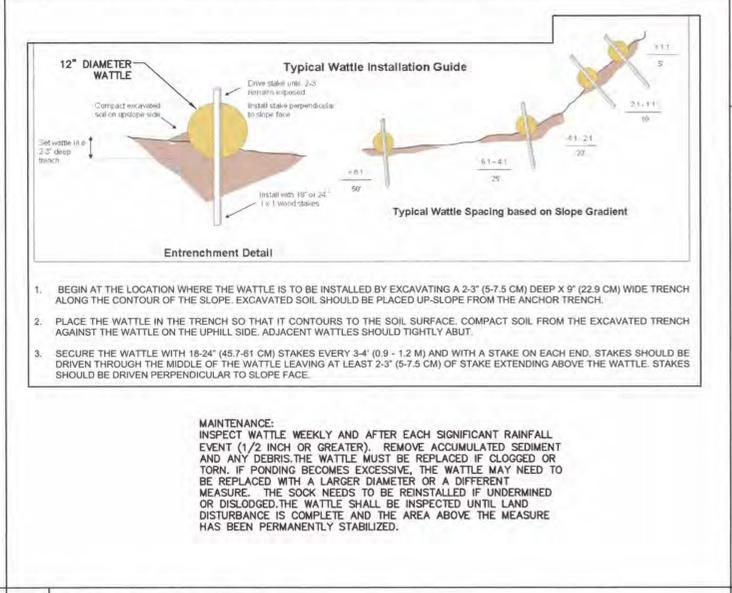 Typical Wattle Installation Guide
12" DIAMETER
WATTLE
Drive stake until 2-3
remains exposed
Compact excavated
soil on upslope side
Install stake perpendicular
to slope face
Set wattle in a
2-3" deep
trench
Install with 18" or 24"
1 x 1 wood stakes
Entrenchment Detail
50'
6:1-4:1
25'
4:1-2:1
20'
2:1-1:1
10'
5'
Typical Wattle Spacing based on Slope Gradient
1. BEGIN AT THE LOCATION WHERE THE WATTLE IS TO BE INSTALLED BY EXCAVATING A 2-3" (5-7.5 CM) DEEP X 9" (22.9 CM) WIDE TRENCH
ALONG THE CONTOUR OF THE SLOPE. EXCAVATED SOIL SHOULD BE PLACED UP-SLOPE FROM THE ANCHOR TRENCH.
2. PLACE THE WATTLE IN THE TRENCH SO THAT IT CONTOURS TO THE SOIL SURFACE. COMPACT SOIL FROM THE EXCAVATED TRENCH
AGAINST THE WATTLE ON THE UPHILL SIDE. ADJACENT WATTLES SHOULD TIGHTLY ABUT.
3. SECURE THE WATTLE WITH 18-24" (45.7-61 CM) STAKES EVERY 3-4' (0.9 - 1.2 M) AND WITH A STAKE ON EACH END. STAKES SHOULD BE
DRIVEN THROUGH THE MIDDLE OF THE WATTLE LEAVING AT LEAST 2-3" (5-7.5 CM) OF STAKE EXTENDING ABOVE THE WATTLE. STAKES
SHOULD BE DRIVEN PERPENDICULAR TO SLOPE FACE.
MAINTENANCE:
INSPECT WATTLE WEEKLY AND AFTER EACH SIGNIFICANT RAINFALL
EVENT (1/2 INCH OR GREATER). REMOVE ACCUMULATED SEDIMENT
AND ANY DEBRIS.THE WATTLE MUST BE REPLACED IF CLOGGED OR
TORN. IF PONDING BECOMES EXCESSIVE, THE WATTLE MAY NEED TO
BE REPLACED WITH A LARGER DIAMETER OR A DIFFERENT
MEASURE. THE SOCK NEEDS TO BE REINSTALLED IF UNDERMINED
OR DISLODGED.THE WATTLE SHALL BE INSPECTED UNTIL LAND
DISTURBANCE IS COMPLETE AND THE AREA ABOVE THE MEASURE
HAS BEEN PERMANENTLY STABILIZED.